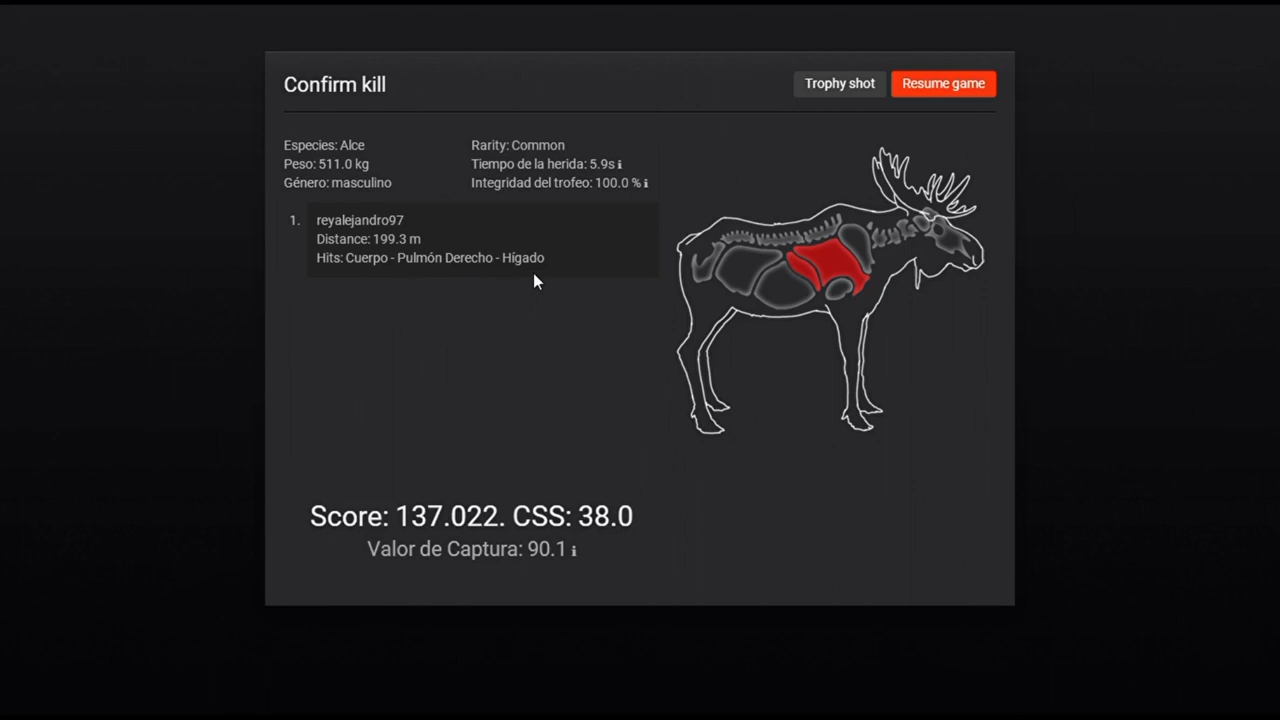 Confirm kill
Trophy shot
Resume game
Especies: Alce
Peso: 511.0 kg
Género: masculino
Rarity: Common
Tiempo de la herida: 5.9s
Integridad del trofeo: 100.0 %
1.
reyalejandro97
Distance: 199.3 m
Hits: Cuerpo - Pulmón Derecho - Hígado
Score: 137.022. CSS: 38.0
Valor de Captura: 90.1